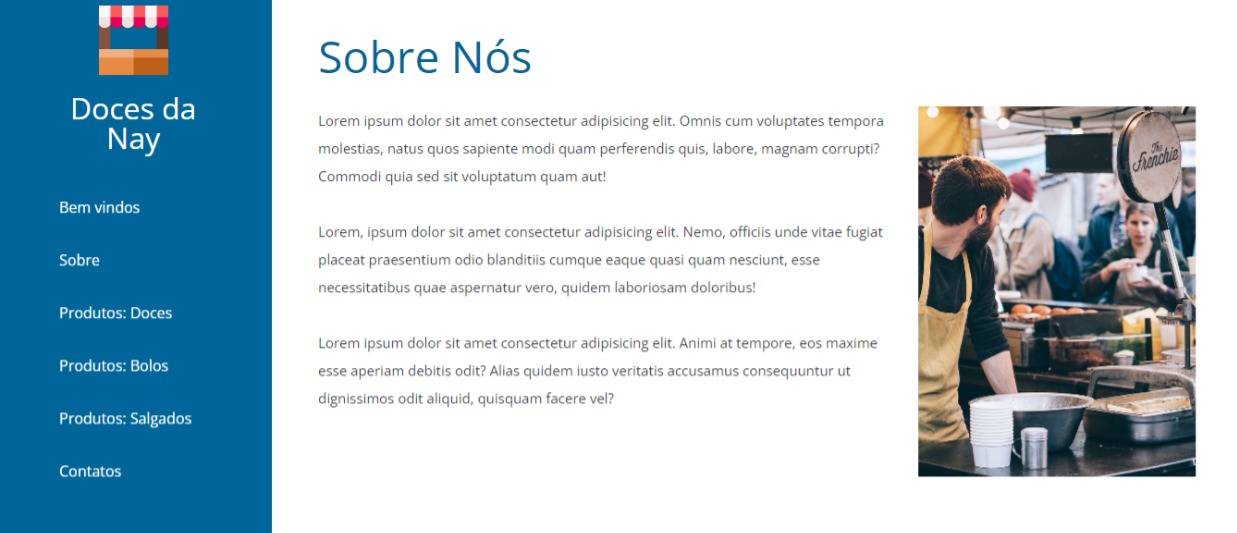 Doces da
Nay
Bem vindos
Sobre
Produtos: Doces
Produtos: Bolos
Produtos: Salgados
Contatos
Sobre Nós
Lorem ipsum dolor sit amet consectetur adipisicing elit. Omnis cum voluptates tempora
molestias, natus quos sapiente modi quam perferendis quis, labore, magnam corrupti?
Commodi quia sed sit voluptatum quam aut!
Lorem, ipsum dolor sit amet consectetur adipisicing elit. Nemo, officiis unde vitae fugiat
placeat praesentium odio blanditiis cumque eaque quasi quam nesciunt, esse
necessitatibus quae aspernatur vero, quidem laboriosam doloribus!
Lorem ipsum dolor sit amet consectetur adipisicing elit. Animi at tempore, eos maxime
esse aperiam debitis odit? Alias quidem iusto veritatis accusamus consequuntur ut
dignissimos odit aliquid, quisquam facere vel?
The
Frenchie